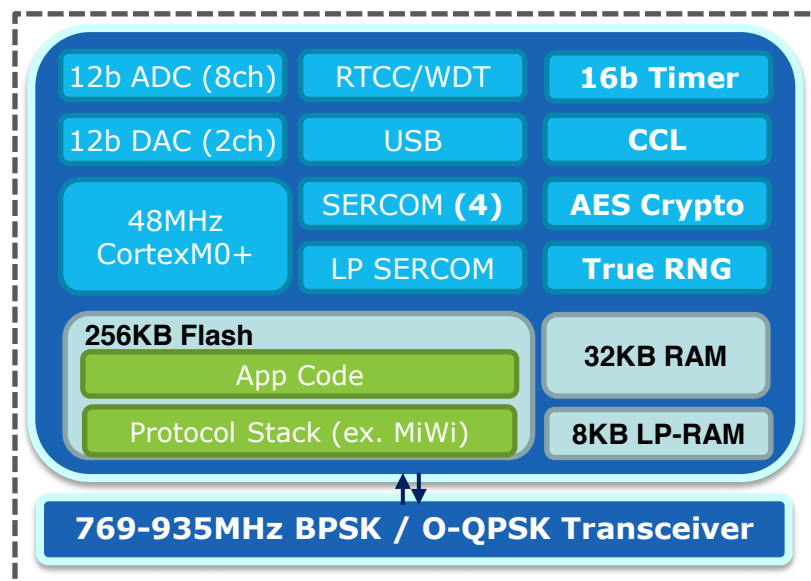 12b ADC (8ch)
RTCC/WDT
16b Timer
12b DAC (2ch)
USB
CCL
48MHz
CortexM0+
SERCOM (4)
AES Crypto
LP SERCOM
True RNG
256KB Flash
App Code
Protocol Stack (ex. MiWi)
32KB RAM
8KB LP-RAM
769-935MHz BPSK / O-QPSK Transceiver